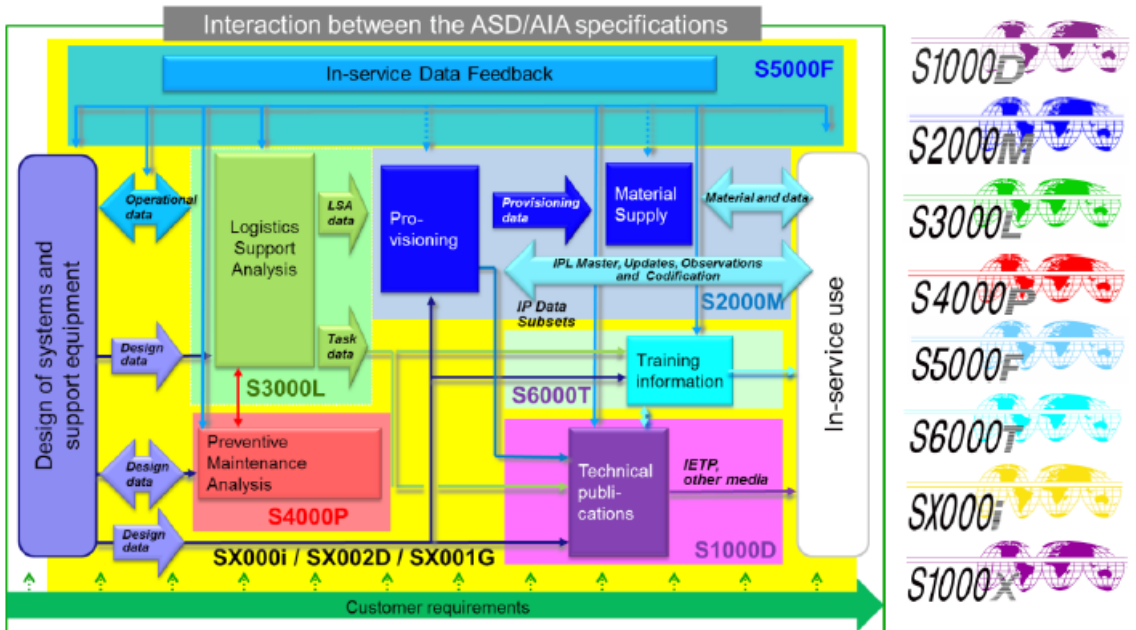 Interaction between the ASD/AIA specifications
In-service Data Feedback
S5000F
Design of systems and
support equipment
Operational
data
Logistics
Support
Analysis
LSA
data
Pro-
visioning
Provisioning
data
Material
Supply
Material and data
IPL Master, Updates, Observations
and Codification
S2000M
IP Data
Subsets
Design
data
Task
data
S3000L
Training
information
S6000T
Preventive
Maintenance
Analysis
Design
data
S4000P
Technical
publi-
cations
IETP,
other media
S1000D
Design
data
SX000i / SX002D / SX001G
In-service use
Customer requirements
S1000D
S2000M
S3000L
S4000P
S5000F
S6000T
SX000i
S1000X